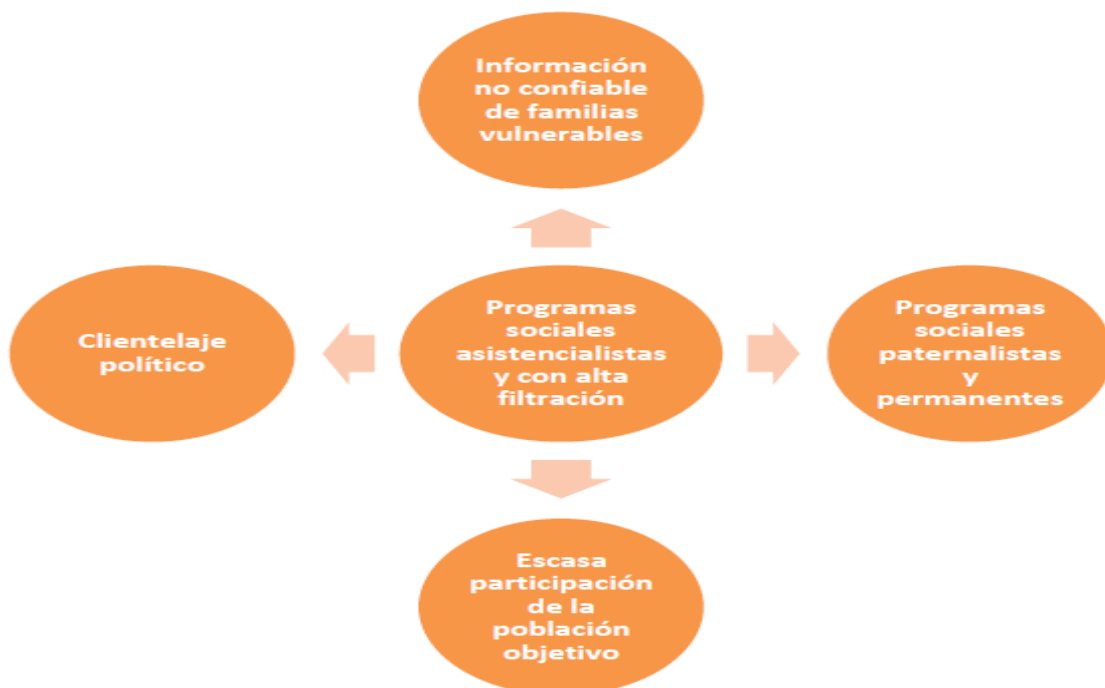 Información
no confiable
de familias
vulnerables
Clientelaje
político
Programas
sociales
asistencialistas
y con alta
filtración
Programas
sociales
paternalistas
y
permanentes
Escasa
participación
de la
población
objetivo